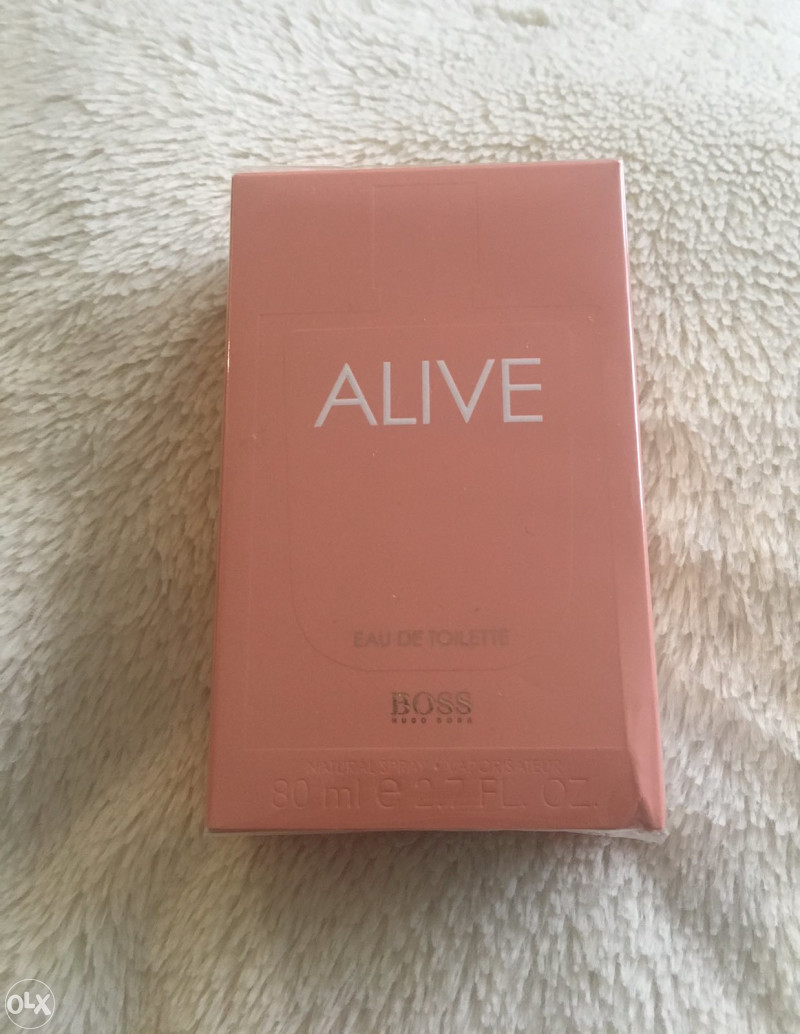 ALIVE
EAU DE TOILETTE
BOSS
HUGO BOSS
NATURAL SPRAY • VAPORISATEUR
80 ml e 2.7 FL. OZ.
OLX